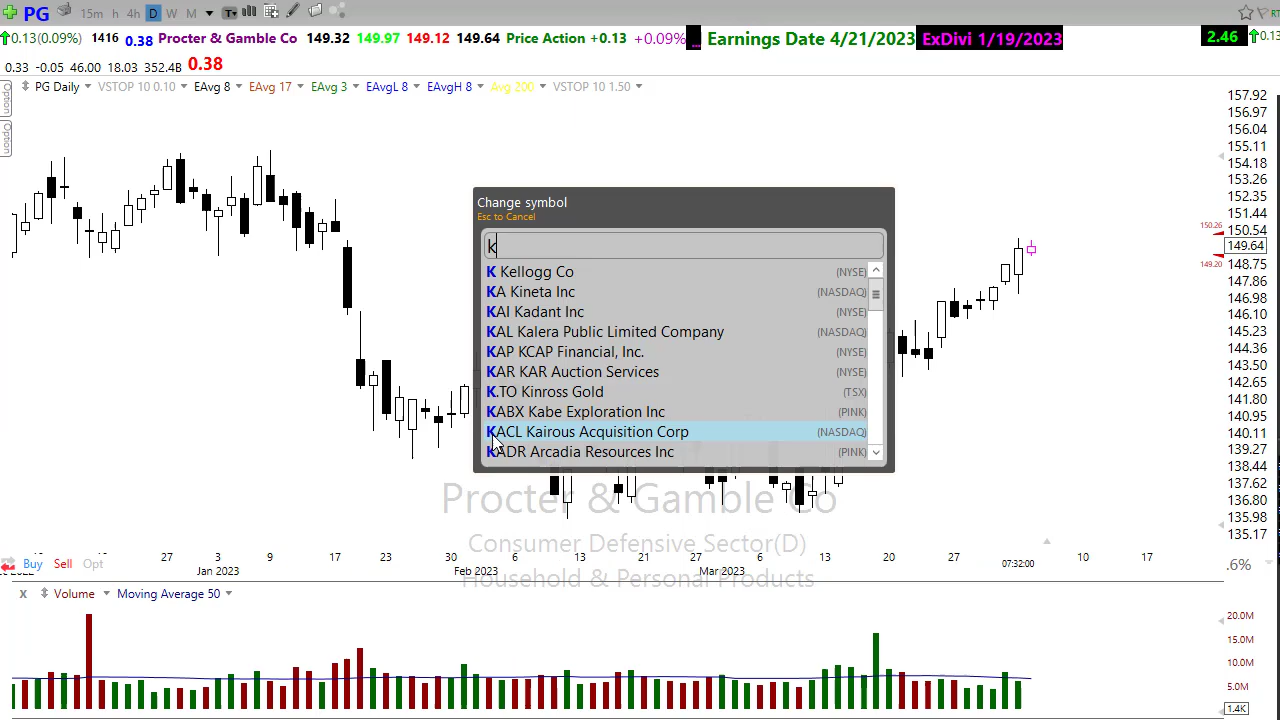 PG 15m h 4h D W M
0.13(0.09%) 1416 0.38 Procter & Gamble Co 149.32 149.97 149.12 149.64 Price Action +0.13 +0.09% ... Earnings Date 4/21/2023 ExDivi 1/19/2023 2.46 0.13
0.33 -0.05 46.00 18.03 352.4B 0.38
PG Daily VSTOP 10 0.10 EAvg 8 EAvg 17 EAvg 3 EAvgL 8 EAvgH 8 Avg 200 VSTOP 10 1.50
Option
Option
157.92
156.97
156.04
155.11
154.18
153.26
152.35
151.44
150.54
149.64
148.75
147.86
146.98
146.10
145.23
144.36
143.50
142.65
141.80
140.95
140.11
139.27
138.44
137.62
136.80
135.98
135.17
150.26
149.20
Change symbol
Esc to Cancel
k
K Kellogg Co (NYSE)
KA Kineta Inc (NASDAQ)
KAI Kadant Inc (NYSE)
KAL Kalera Public Limited Company (NASDAQ)
KAP KCAP Financial, Inc. (NYSE)
KAR KAR Auction Services (NYSE)
K.TO Kinross Gold (TSX)
KABX Kabe Exploration Inc (PINK)
KACL Kairous Acquisition Corp (NASDAQ)
KADR Arcadia Resources Inc (PINK)
Procter & Gamble Co
Consumer Defensive Sector(D)
Household & Personal Products
27 3 9 17 23 30 6 13 21 27 6 13 20 27 10 17
Jan 2023 Feb 2023 Mar 2023 07:32:00
Buy Sell Opt
.6%
x Volume Moving Average 50
20.0M
15.0M
10.0M
5.0M
1.4K